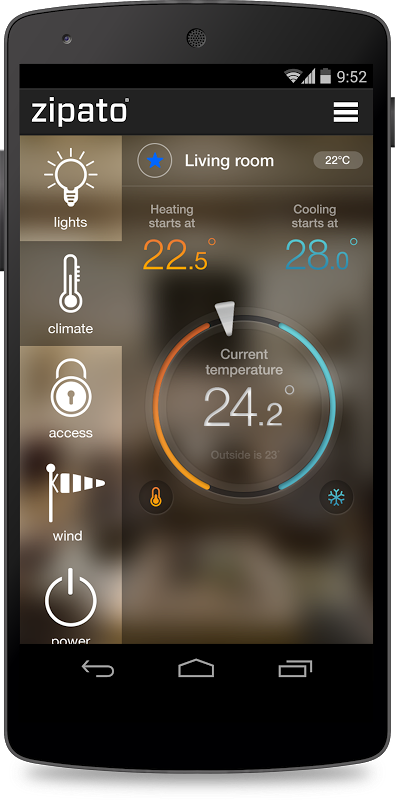 9:52
zipato
lights
climate
access
wind
power
Living room
22°C
Heating
starts at
22.5°
Cooling
starts at
28.0°
Current
temperature
24.2°
Outside is 23°